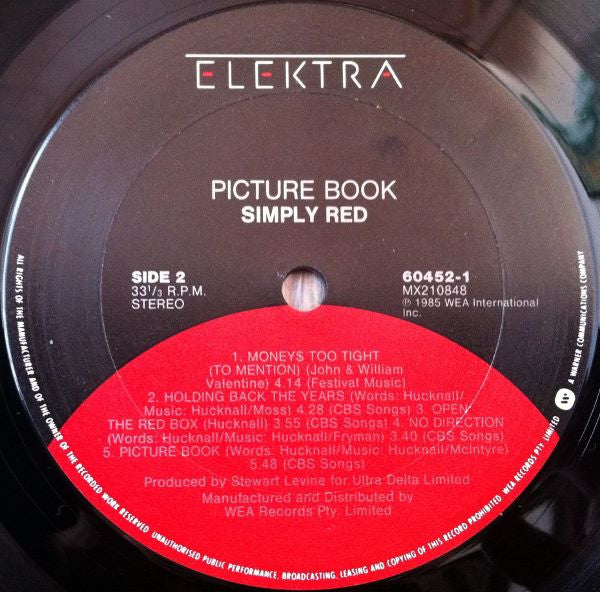 ELEKTRA
PICTURE BOOK
SIMPLY RED
SIDE 2
33¹/₃ R.P.M.
STEREO
60452-1
MX210848
℗ 1985 WEA International
Inc.
1. MONEY$ TOO TIGHT
(TO MENTION) (John & William
Valentine) 4.14 (Festival Music)
2. HOLDING BACK THE YEARS (Words: Hucknall/
Music: Hucknall/Moss) 4.28 (CBS Songs) 3. OPEN
THE RED BOX (Hucknall) 3.55 (CBS Songs) 4. NO DIRECTION
(Words: Hucknall/Music: Hucknall/Fryman) 3.40 (CBS Songs)
5. PICTURE BOOK (Words: Hucknall/Music: Hucknall/McIntyre)
5.48 (CBS Songs)
Produced by Stewart Levine for Ultra Delta Limited
Manufactured and Distributed by
WEA Records Pty. Limited
ALL RIGHTS OF THE MANUFACTURER AND OF THE OWNER OF THE RECORDED WORK RESERVED. UNAUTHORISED PUBLIC PERFORMANCE, BROADCASTING, LEASING AND COPYING OF THIS RECORD PROHIBITED. WEA RECORDS PTY. LIMITED
A WARNER COMMUNICATIONS COMPANY